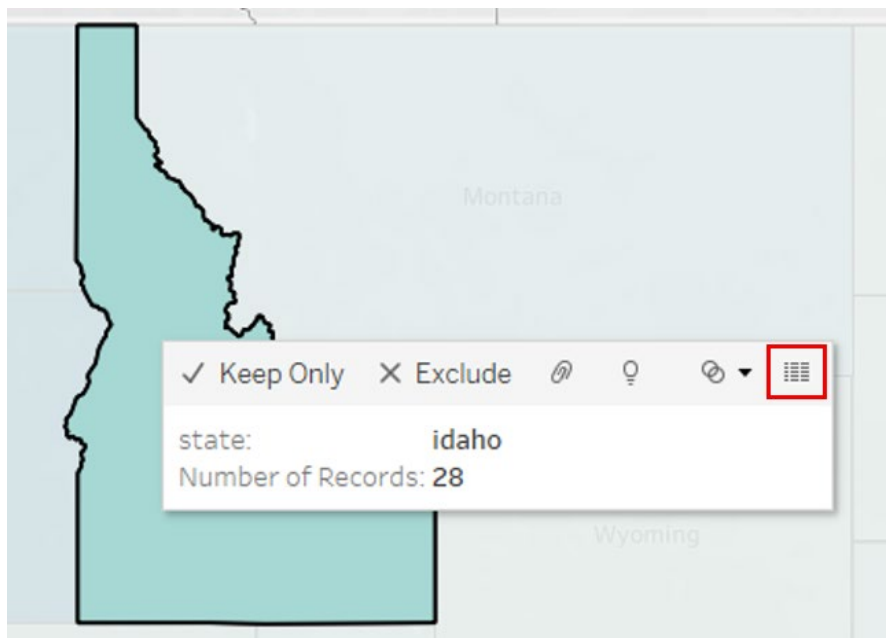 Montana
Keep Only Exclude
state: idaho
Number of Records: 28
Wyoming